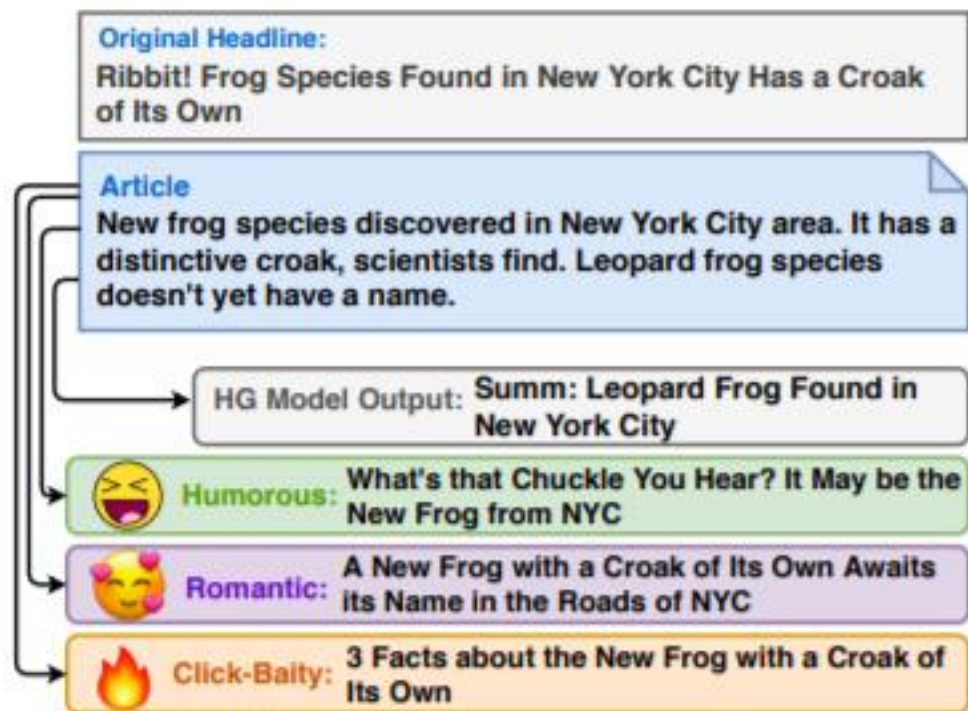 Original Headline:
Ribbit! Frog Species Found in New York City Has a Croak
of Its Own
Article
New frog species discovered in New York City area. It has a
distinctive croak, scientists find. Leopard frog species
doesn't yet have a name.
HG Model Output: Summ: Leopard Frog Found in
New York City
Humorous: What's that Chuckle You Hear? It May be the
New Frog from NYC
Romantic: A New Frog with a Croak of Its Own Awaits
its Name in the Roads of NYC
Click-Baity: 3 Facts about the New Frog with a Croak of
Its Own